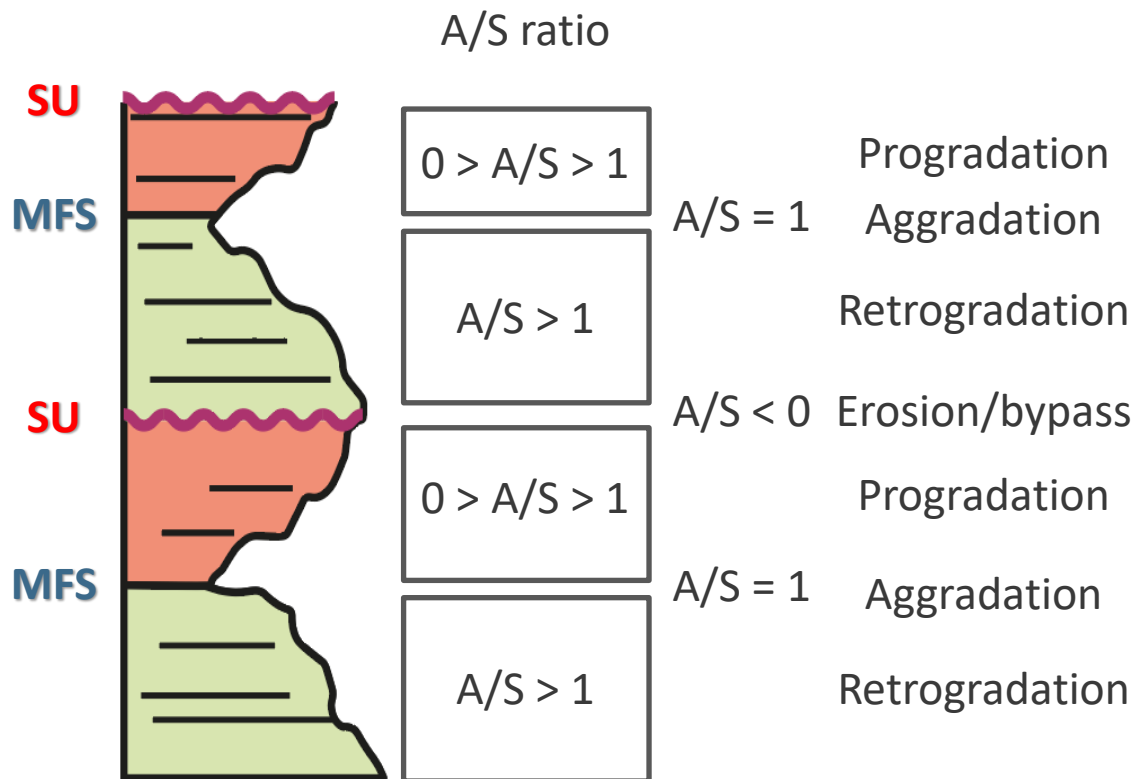 A/S ratio
SU
0 > A/S > 1
Progradation
MFS
A/S = 1
Aggradation
A/S > 1
Retrogradation
SU
A/S < 0
Erosion/bypass
0 > A/S > 1
Progradation
MFS
A/S = 1
Aggradation
A/S > 1
Retrogradation